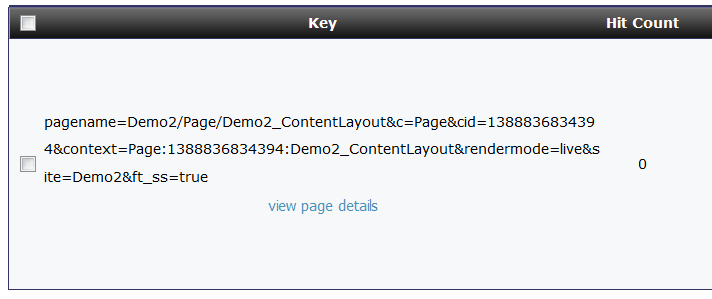 Key Hit Count
pagename=Demo2/Page/Demo2_ContentLayout&c=Page&cid=138883683439
4&context=Page:1388836834394:Demo2_ContentLayout&rendermode=live&s
ite=Demo2&ft_ss=true
0
view page details